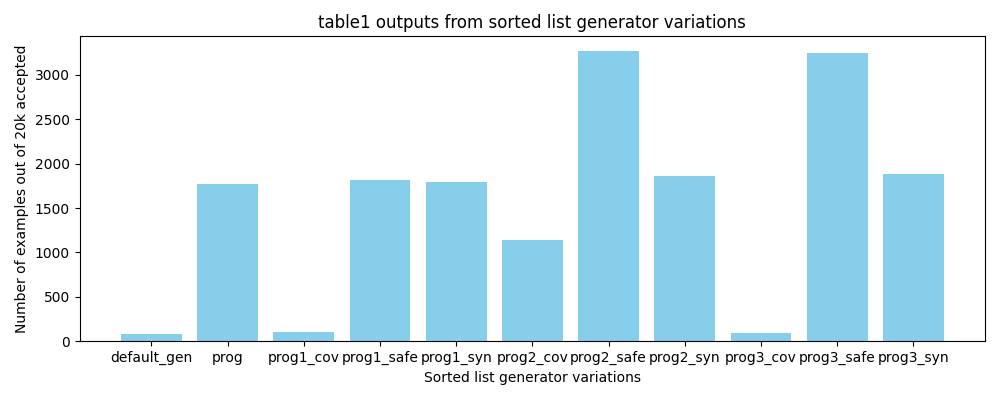 table1 outputs from sorted list generator variations
Number of examples out of 20k accepted
3000
2500
2000
1500
1000
500
0
default_gen prog prog1_cov prog1_safe prog1_syn prog2_cov prog2_safe prog2_syn prog3_cov prog3_safe prog3_syn
Sorted list generator variations